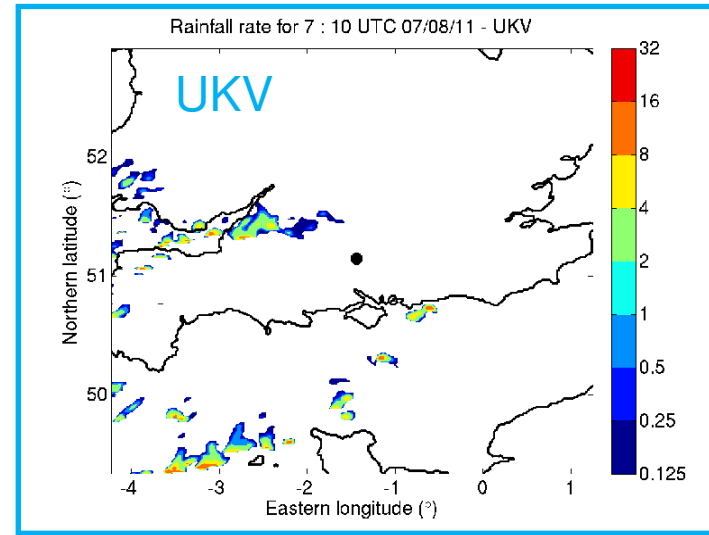 Rainfall rate for 7 : 10 UTC 07/08/11 - UKV
UKV
Northern latitude (°)
52
51
50
-4 -3 -2 -1 0 1
Eastern longitude (°)
32
16
8
4
2
1
0.5
0.25
0.125